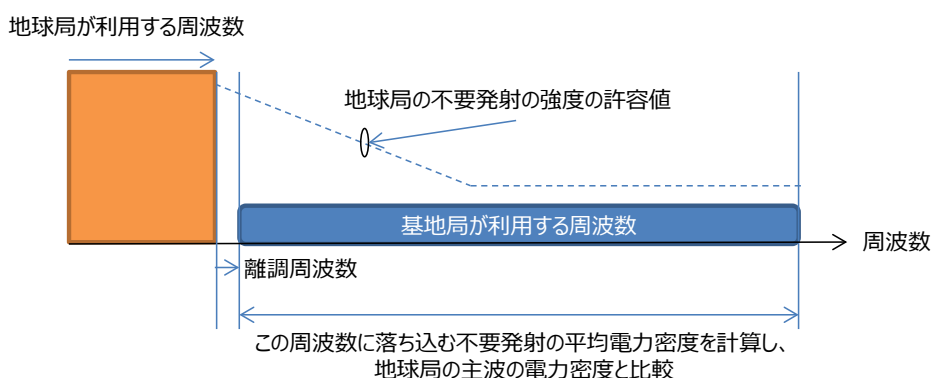 地球局が利用する周波数
地球局の不要発射の強度の許容値
基地局が利用する周波数
周波数
離調周波数
この周波数に落ち込む不要発射の平均電力密度を計算し、
地球局の主波の電力密度と比較